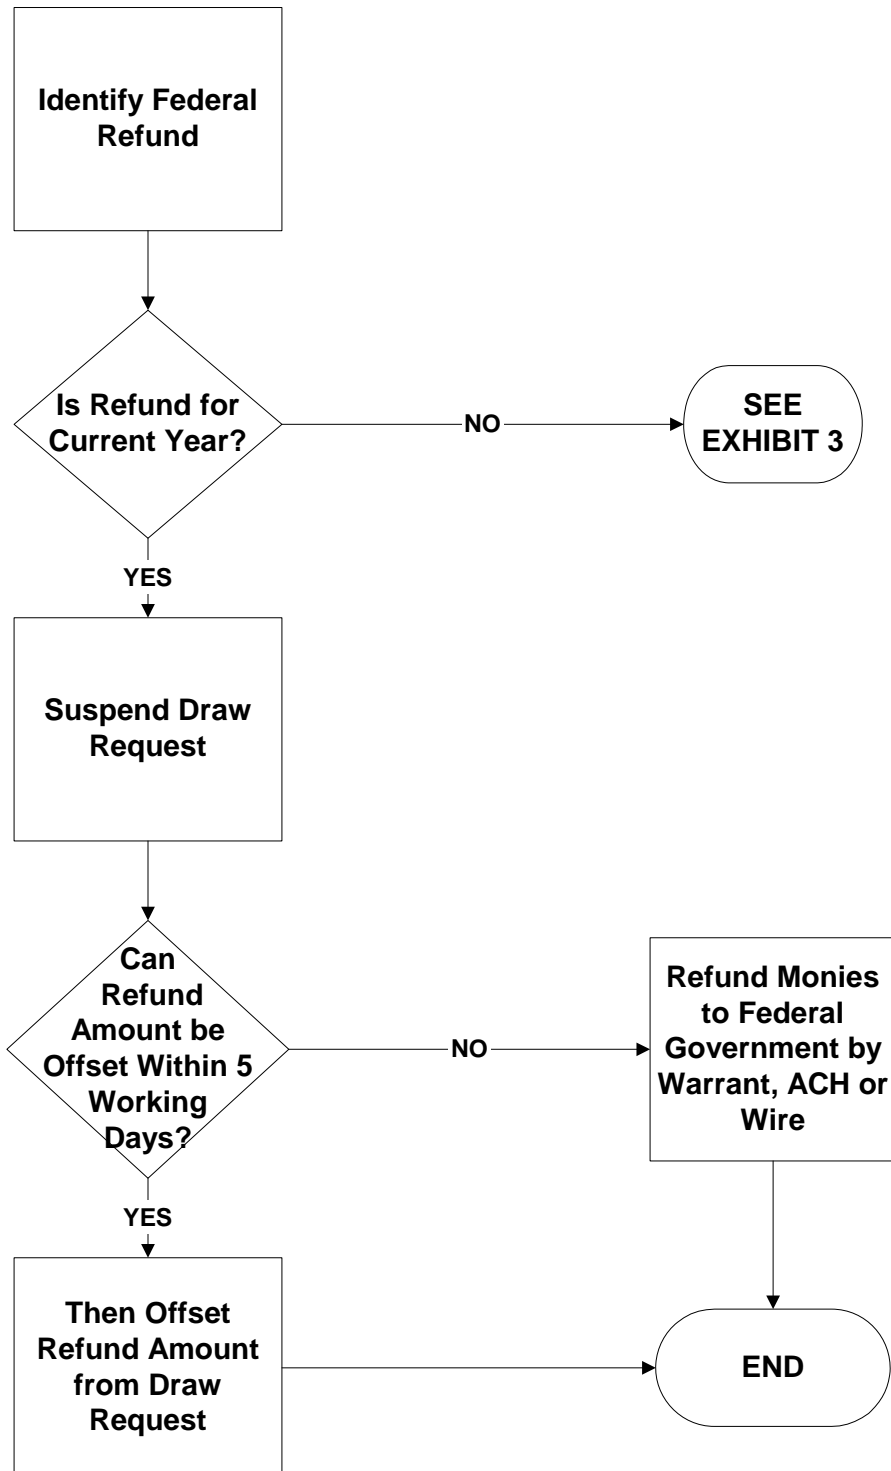 Identify Federal
Refund
Is Refund for
Current Year?
NO
SEE
EXHIBIT 3
YES
Suspend Draw
Request
Can
Refund
Amount be
Offset Within 5
Working
Days?
NO
Refund Monies
to Federal
Government by
Warrant, ACH or
Wire
YES
Then Offset
Refund Amount
from Draw
Request
END